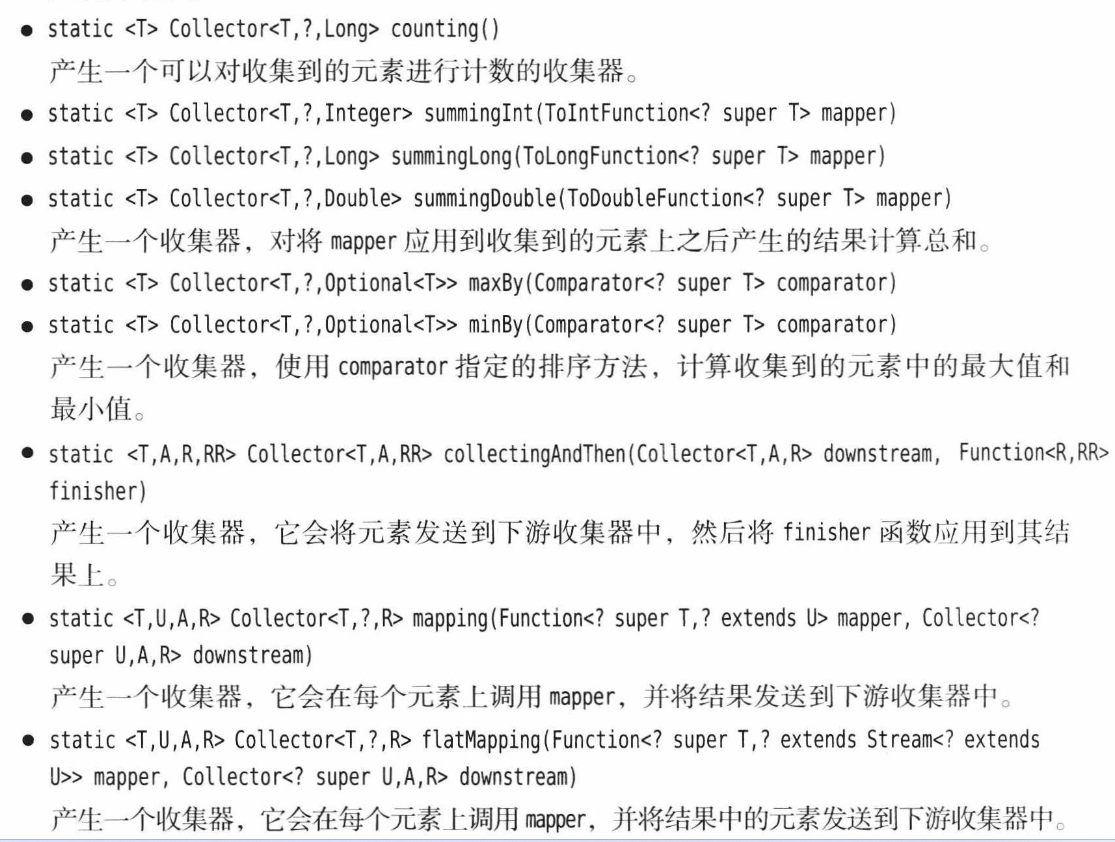 ● static <T> Collector<T,?,Long> counting()
产生一个可以对收集到的元素进行计数的收集器。
● static <T> Collector<T,?,Integer> summingInt(ToIntFunction<? super T> mapper)
● static <T> Collector<T,?,Long> summingLong(ToLongFunction<? super T> mapper)
● static <T> Collector<T,?,Double> summingDouble(ToDoubleFunction<? super T> mapper)
产生一个收集器，对将 mapper 应用到收集到的元素上之后产生的结果计算总和。
● static <T> Collector<T,?,Optional<T>> maxBy(Comparator<? super T> comparator)
● static <T> Collector<T,?,Optional<T>> minBy(Comparator<? super T> comparator)
产生一个收集器，使用 comparator 指定的排序方法，计算收集到的元素中的最大值和
最小值。
● static <T,A,R,RR> Collector<T,A,RR> collectingAndThen(Collector<T,A,R> downstream, Function<R,RR>
finisher)
产生一个收集器，它会将元素发送到下游收集器中，然后将 finisher 函数应用到其结
果上。
● static <T,U,A,R> Collector<T,?,R> mapping(Function<? super T,? extends U> mapper, Collector<?
super U,A,R> downstream)
产生一个收集器，它会在每个元素上调用 mapper，并将结果发送到下游收集器中。
● static <T,U,A,R> Collector<T,?,R> flatMapping(Function<? super T,? extends Stream<? extends
U>> mapper, Collector<? super U,A,R> downstream)
产生一个收集器，它会在每个元素上调用 mapper，并将结果中的元素发送到下游收集器中。